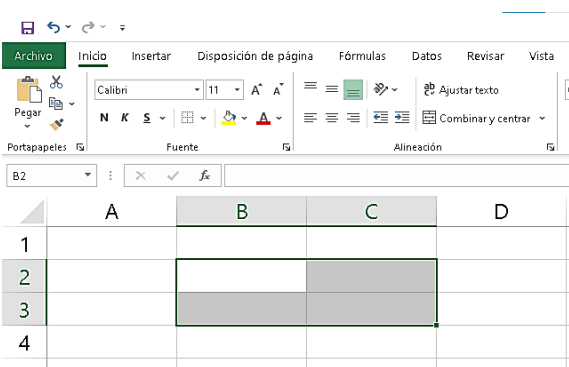 Archivo Inicio Insertar Disposición de página Fórmulas Datos Revisar Vista
Calibri 11 A A ab Ajustar texto
Pegar N K S A Combinar y centrar
Portapapeles Fuente Alineación
B2 fx
A B C D
1
2
3
4